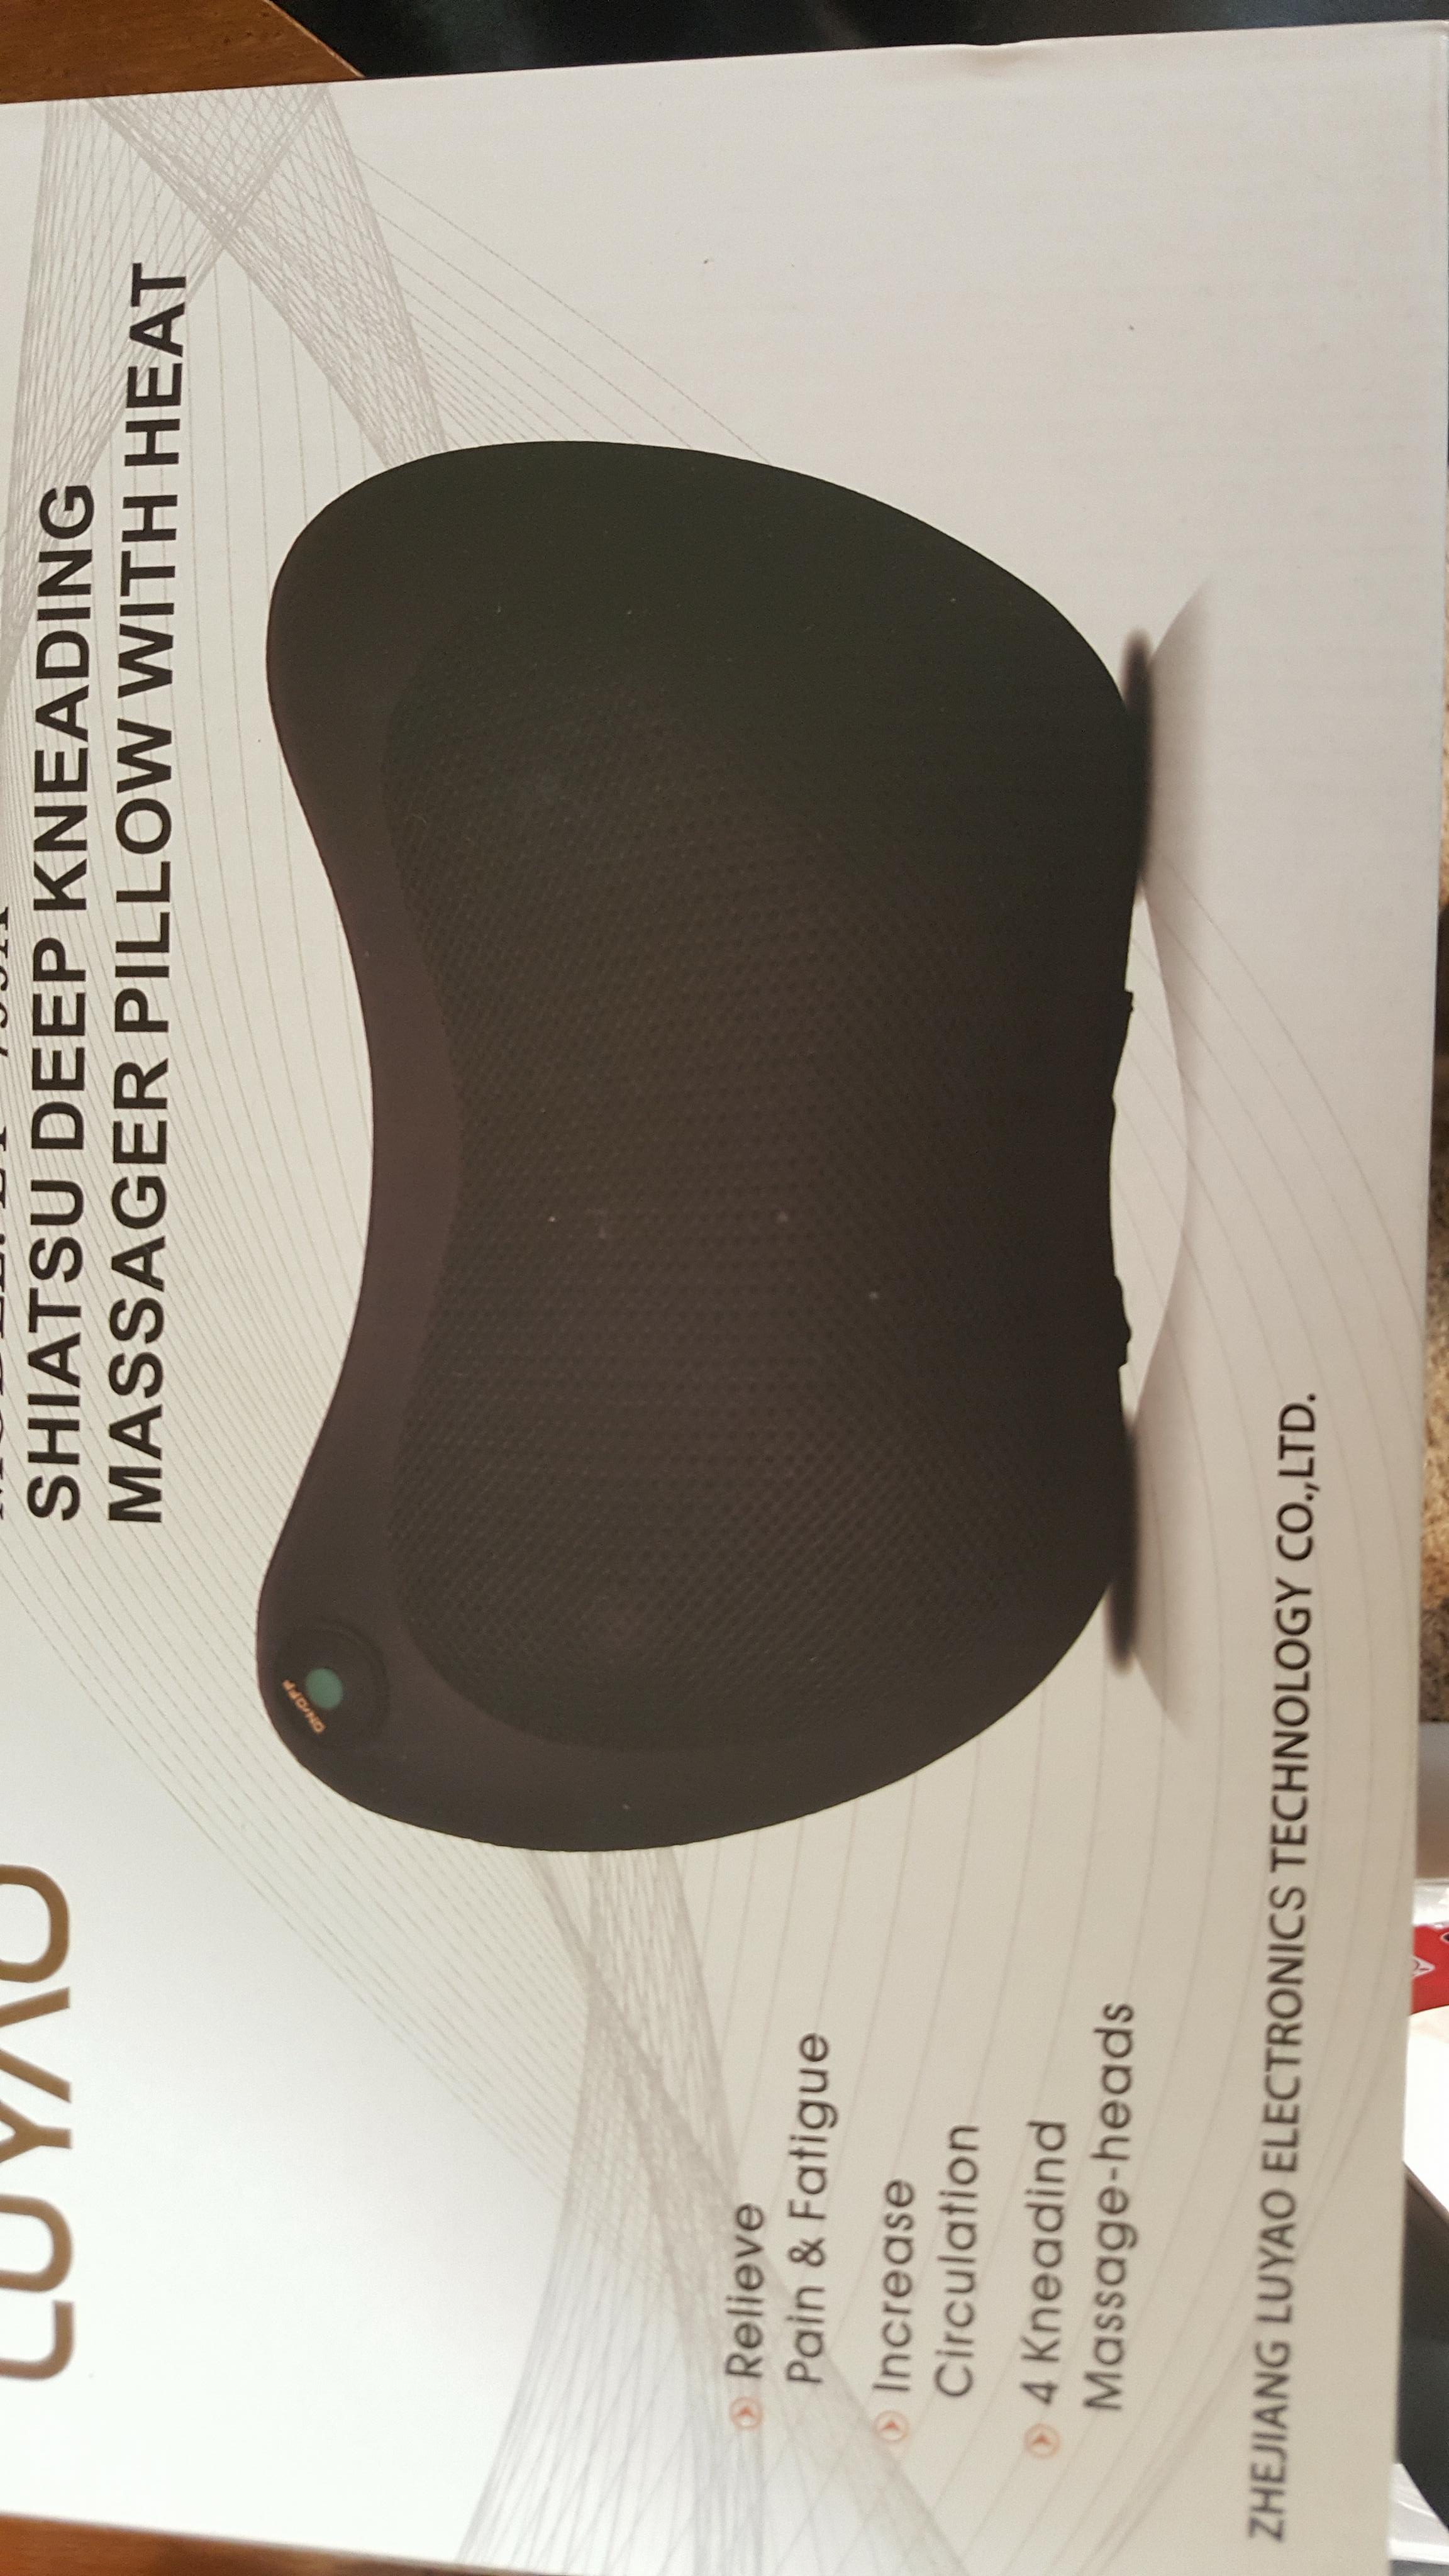 LUYAO
SHIATSU DEEP KNEADING
MASSAGER PILLOW WITH HEAT
ON/OFF
Relieve
Pain & Fatigue
Increase
Circulation
4 Kneadind
Massage-heads
ZHEJIANG LUYAO ELECTRONICS TECHNOLOGY CO.,LTD.